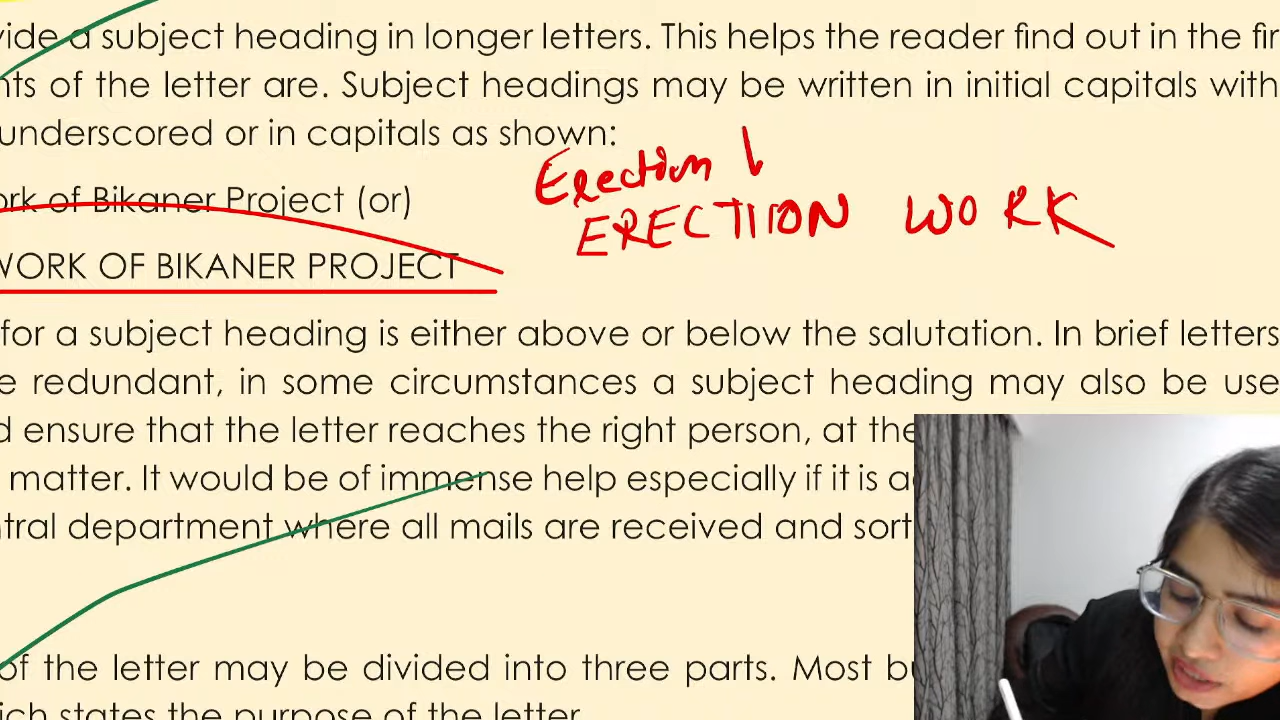 vide a subject heading in longer letters. This helps the reader find out in the fir
nts of the letter are. Subject headings may be written in initial capitals with
underscored or in capitals as shown:
Erection
ork of Bikaner Project (or)
ERECTION WORK
WORK OF BIKANER PROJECT
for a subject heading is either above or below the salutation. In brief letters
e redundant, in some circumstances a subject heading may also be use
d ensure that the letter reaches the right person, at the
matter. It would be of immense help especially if it is a
ntral department where all mails are received and sort
of the letter may be divided into three parts. Most bu
ich states the purpose of the letter.